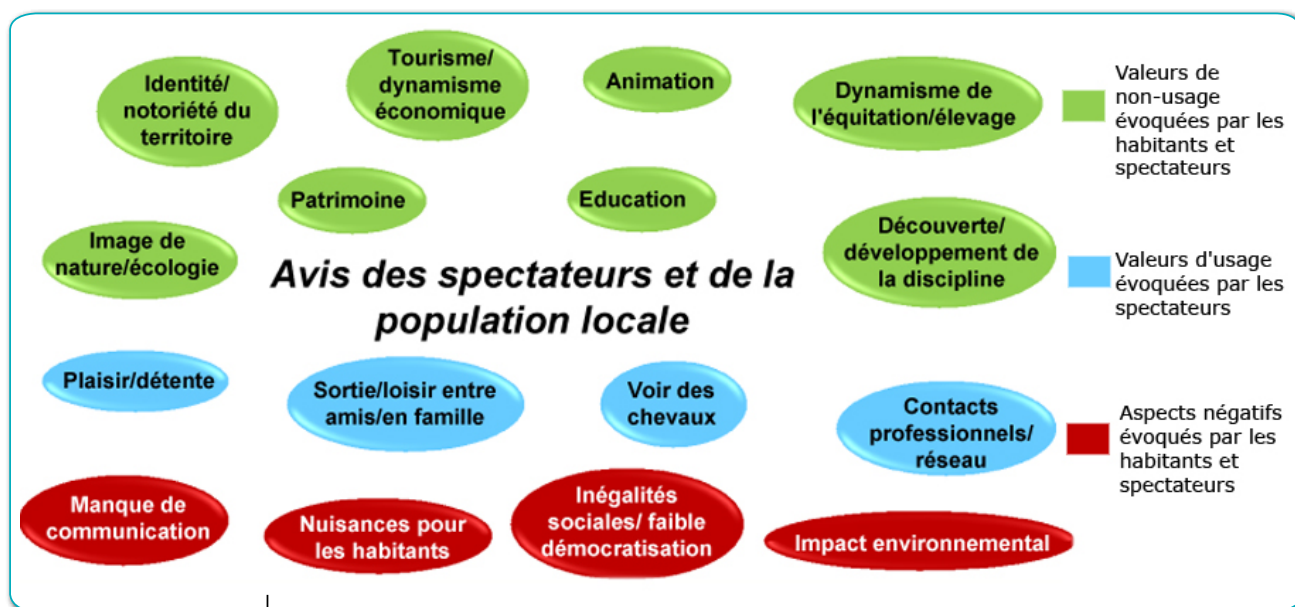 Identité/
notoriété du
territoire
Tourisme/
dynamisme
économique
Animation
Dynamisme de
l'équitation/élevage
Valeurs de
non-usage
évoquées par les
habitants et
spectateurs
Patrimoine
Education
Image de
nature/écologie
Découverte/
développement de
la discipline
Valeurs d'usage
évoquées par les
spectateurs
Avis des spectateurs et de la
population locale
Plaisir/détente
Sortie/loisir entre
amis/en famille
Voir des
chevaux
Contacts
professionnels/
réseau
Aspects négatifs
évoqués par les
habitants et
spectateurs
Manque de
communication
Nuisances pour
les habitants
Inégalités
sociales/ faible
démocratisation
Impact environnemental